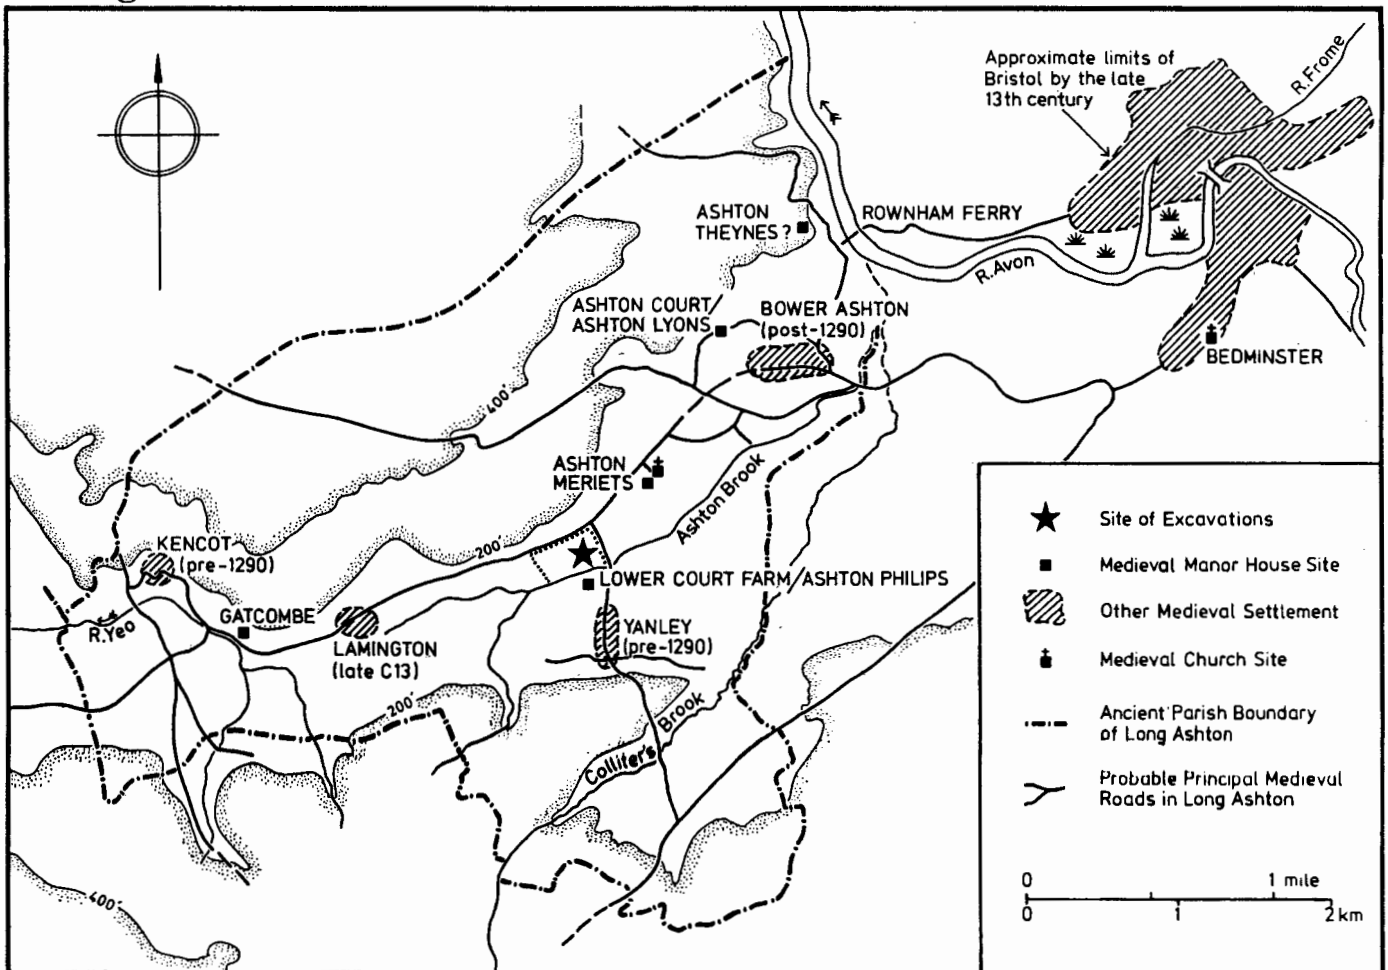 Approximate limits of
Bristol by the late
13th century
R.Frome
ASHTON
THEYNES?
ROWNHAM FERRY
R.Avon
ASHTON COURT/
ASHTON LYONS
BOWER ASHTON
(post-1290)
BEDMINSTER
400'
ASHTON
MERIETS
Ashton Brook
KENCOT
(pre-1290)
200'
LOWER COURT FARM/ASHTON PHILIPS
R.Yeo
GATCOMBE
LAMINGTON
(late C13)
YANLEY
(pre-1290)
200'
Colliter's Brook
400'
Site of Excavations
Medieval Manor House Site
Other Medieval Settlement
Medieval Church Site
Ancient Parish Boundary
of Long Ashton
Probable Principal Medieval
Roads in Long Ashton
0 1 mile
0 1 2km